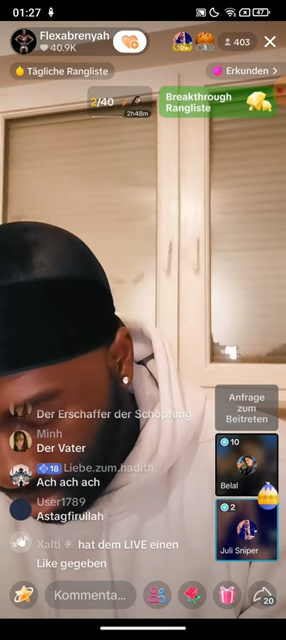 01:27
47
Flexabrenyah
40.9K
403
Tägliche Rangliste
Erkunden >
2/40
2h48m
Breakthrough
Rangliste
Anfrage
zum
Beitreten
Der Erschaffer der Schöpfung
Minh
Der Vater
18 Liebe.zum.hadith
Ach ach ach
User1789
Astagfirullah
Xalti hat dem LIVE einen
Like gegeben
10
Belal
2
Juli Sniper
Kommenta...
20